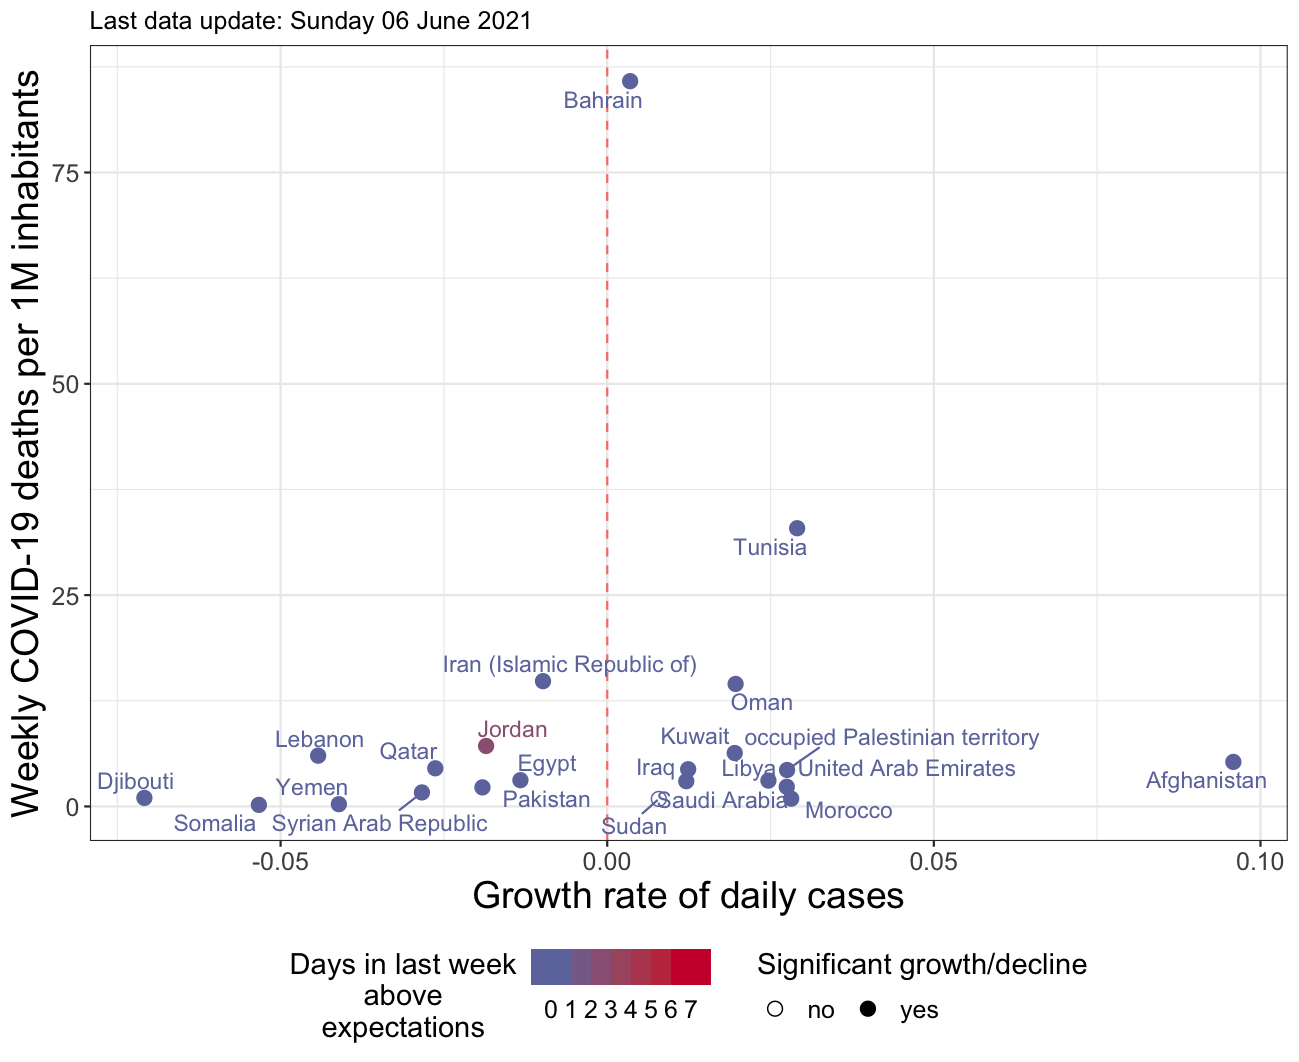 Last data update: Sunday 06 June 2021
Weekly COVID-19 deaths per 1M inhabitants
75
50
25
0
Bahrain
Tunisia
Iran (Islamic Republic of)
Oman
Jordan
Lebanon
Kuwait
occupied Palestinian territory
Qatar
Egypt
Iraq
Libya
United Arab Emirates
Djibouti
Yemen
Afghanistan
Pakistan
Saudi Arabia
Morocco
Somalia
Syrian Arab Republic
Sudan
-0.05
0.00
0.05
0.10
Growth rate of daily cases
Days in last week
above
expectations
0 1 2 3 4 5 6 7
Significant growth/decline
no
yes